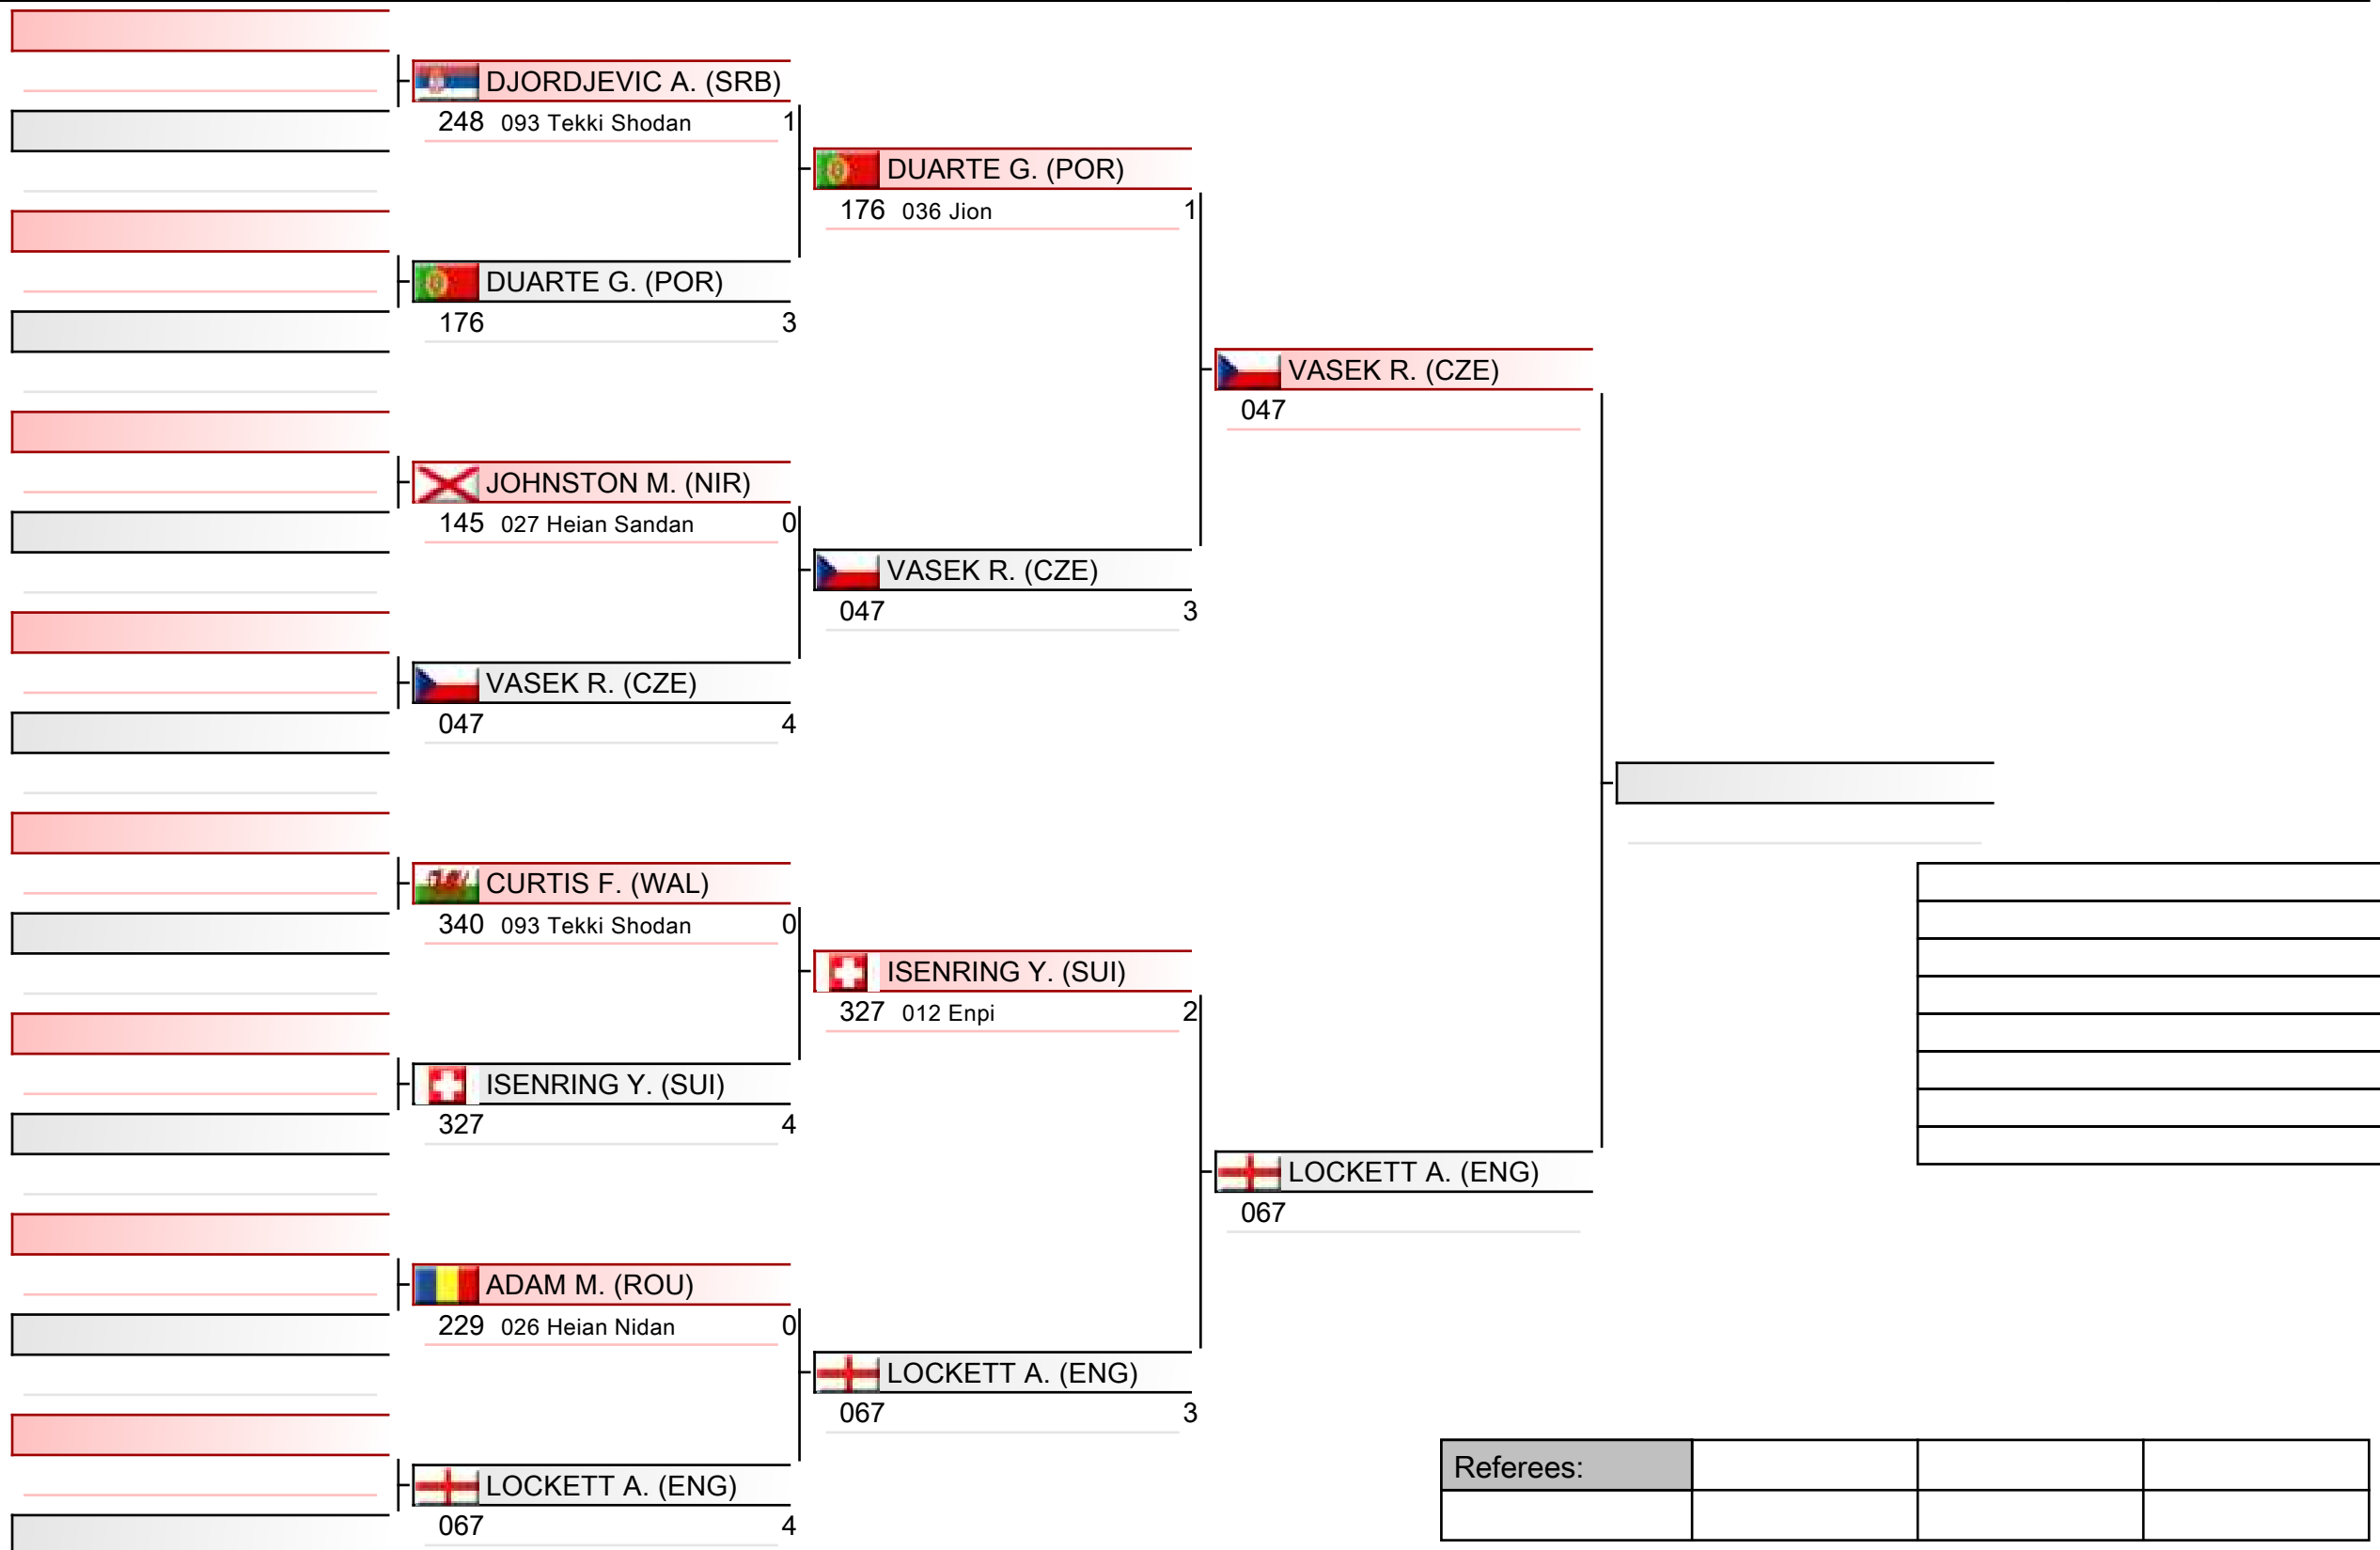 DJORDJEVIC A. (SRB)
248 093 Tekki Shodan 1
DUARTE G. (POR)
176 036 Jion 1
DUARTE G. (POR)
176 3
VASEK R. (CZE)
047
JOHNSTON M. (NIR)
145 027 Heian Sandan 0
VASEK R. (CZE)
047 3
VASEK R. (CZE)
047 4
CURTIS F. (WAL)
340 093 Tekki Shodan 0
ISENRING Y. (SUI)
327 012 Enpi 2
ISENRING Y. (SUI)
327 4
LOCKETT A. (ENG)
067
ADAM M. (ROU)
229 026 Heian Nidan 0
LOCKETT A. (ENG)
067 3
LOCKETT A. (ENG)
067 4
Referees: